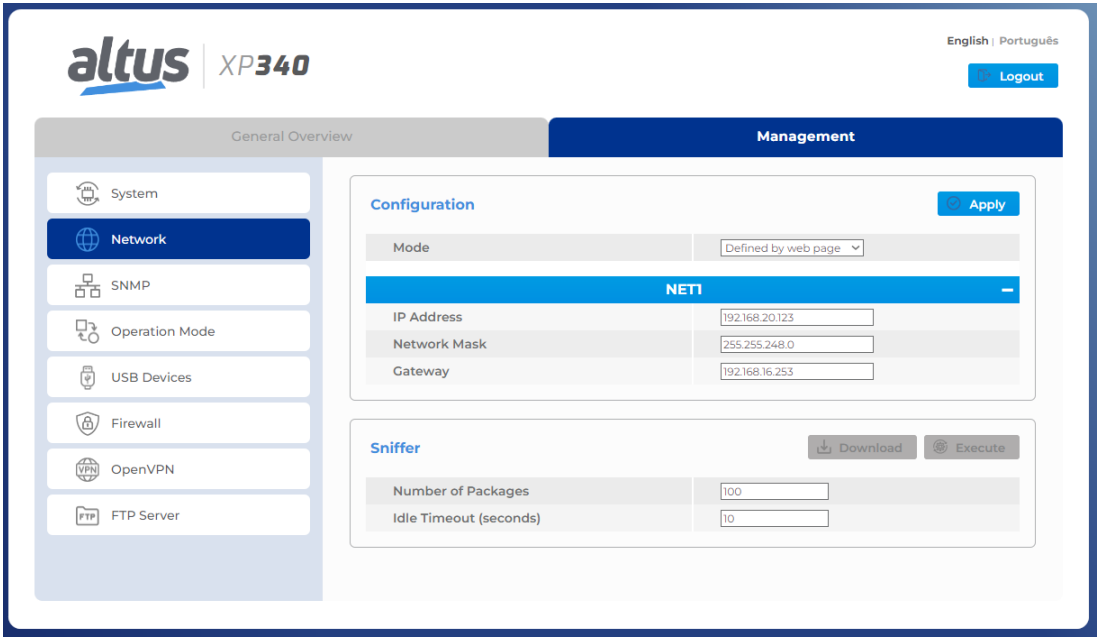 English | Português
altus | XP340
Logout
General Overview
Management
System
Network
SNMP
Operation Mode
USB Devices
Firewall
VPN OpenVPN
FTP FTP Server
Configuration
Apply
Mode Defined by web page
NET1
IP Address 192.168.20.123
Network Mask 255.255.248.0
Gateway 192.168.16.253
Sniffer
Download Execute
Number of Packages 100
Idle Timeout (seconds) 10